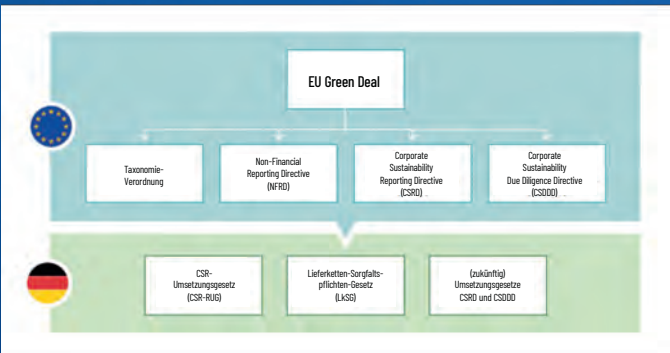 EU Green Deal
Taxonomie-
Verordnung
Non-Financial
Reporting Directive
(NFRD)
Corporate
Sustainability
Reporting Directive
(CSRD)
Corporate
Sustainability
Due Diligence Directive
(CSDDD)
CSR-
Umsetzungsgesetz
(CSR-RUG)
Lieferketten-Sorgfalts-
pflichten-Gesetz
(LkSG)
(zukünftig)
Umsetzungsgesetze
CSRD und CSDDD